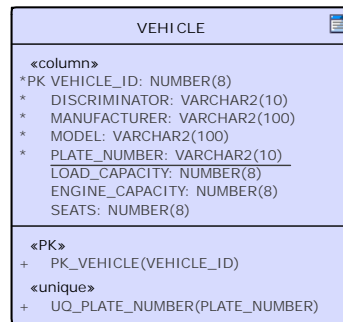 VEHICLE
«column»
*PK VEHICLE_ID: NUMBER(8)
* DISCRIMINATOR: VARCHAR2(10)
* MANUFACTURER: VARCHAR2(100)
* MODEL: VARCHAR2(100)
* PLATE_NUMBER: VARCHAR2(10)
LOAD_CAPACITY: NUMBER(8)
ENGINE_CAPACITY: NUMBER(8)
SEATS: NUMBER(8)
«PK»
+ PK_VEHICLE(VEHICLE_ID)
«unique»
+ UQ_PLATE_NUMBER(PLATE_NUMBER)